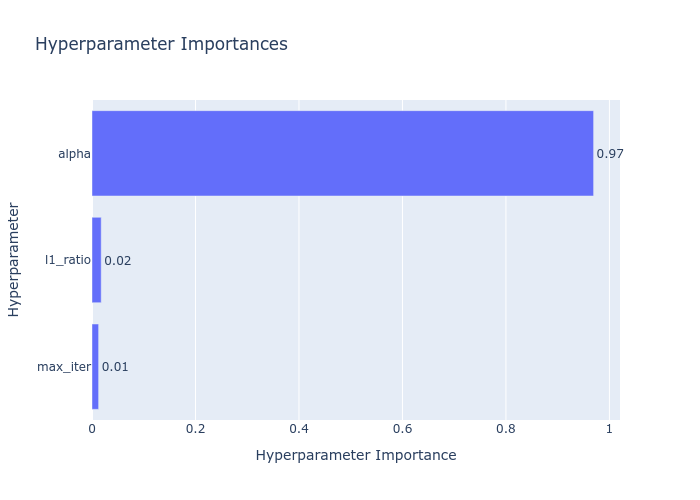 Hyperparameter Importances
Hyperparameter
alpha
0.97
l1_ratio
0.02
max_iter
0.01
0 0.2 0.4 0.6 0.8 1
Hyperparameter Importance